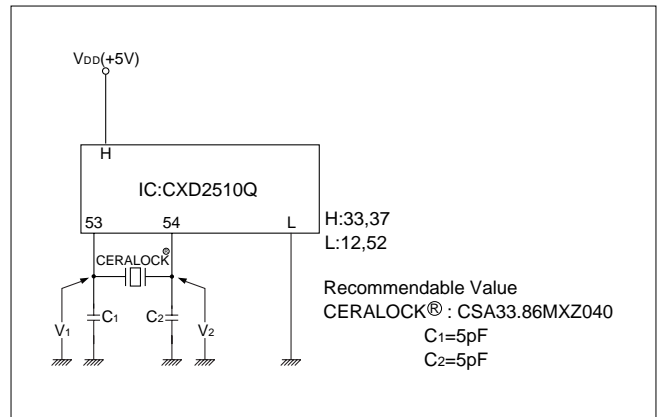 VDD(+5V)
H
IC:CXD2510Q
53 54 L
H:33,37
L:12,52
CERALOCK®
V1 C1 C2 V2
Recommendable Value
CERALOCK® : CSA33.86MXZ040
C1=5pF
C2=5pF